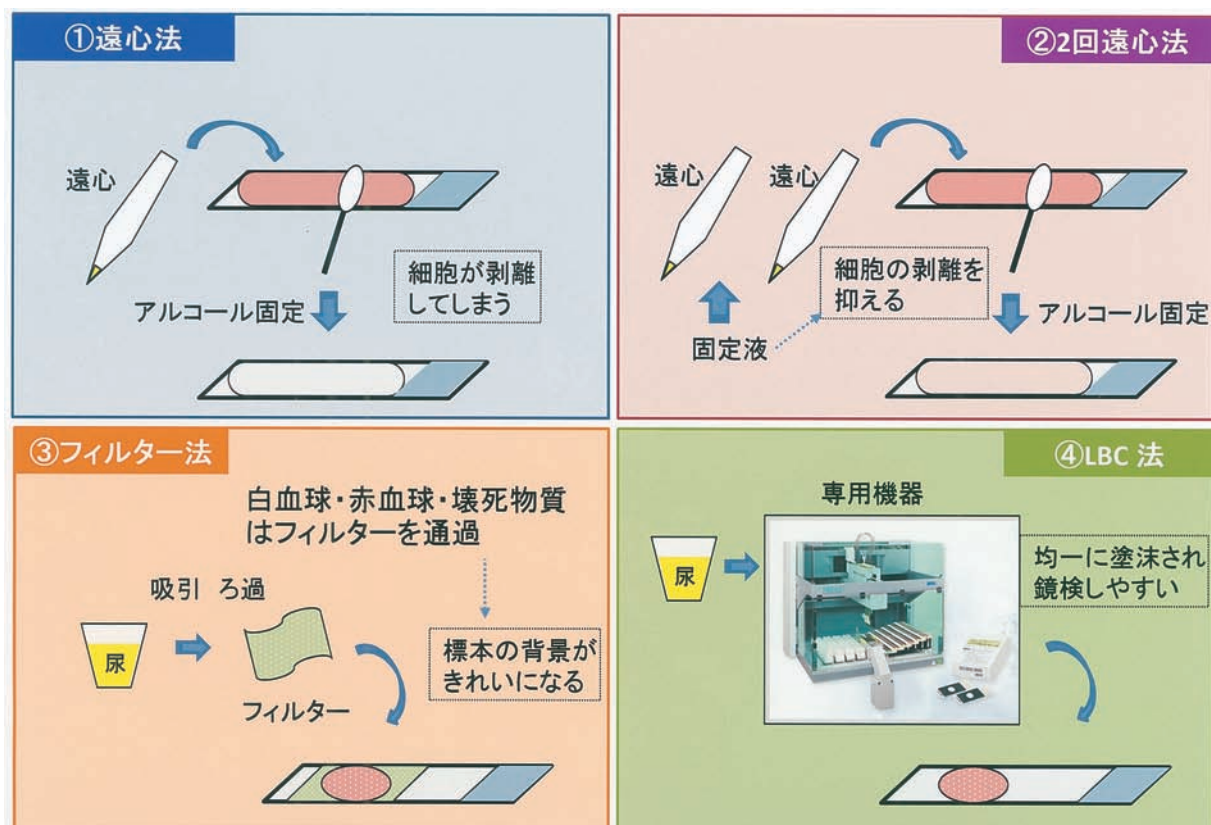 ①遠心法
遠心
細胞が剥離
してしまう
アルコール固定
②2回遠心法
遠心
遠心
細胞の剥離を
抑える
固定液
アルコール固定
③フィルター法
白血球・赤血球・壊死物質
はフィルターを通過
吸引 ろ過
尿
フィルター
標本の背景が
きれいになる
④LBC 法
専用機器
尿
均一に塗沫され
鏡検しやすい